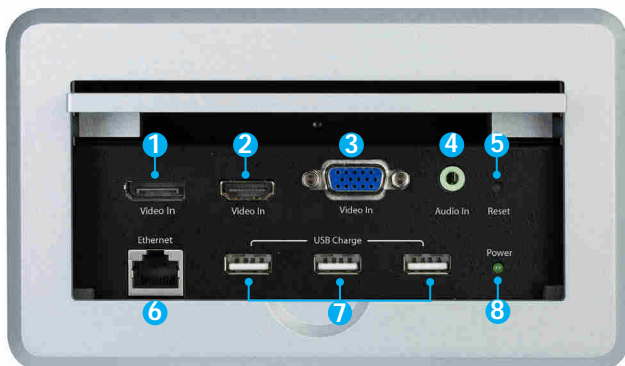 1 2 3 4 5
Video In Video In Video In Audio In Reset
Ethernet USB Charge Power
6 7 8